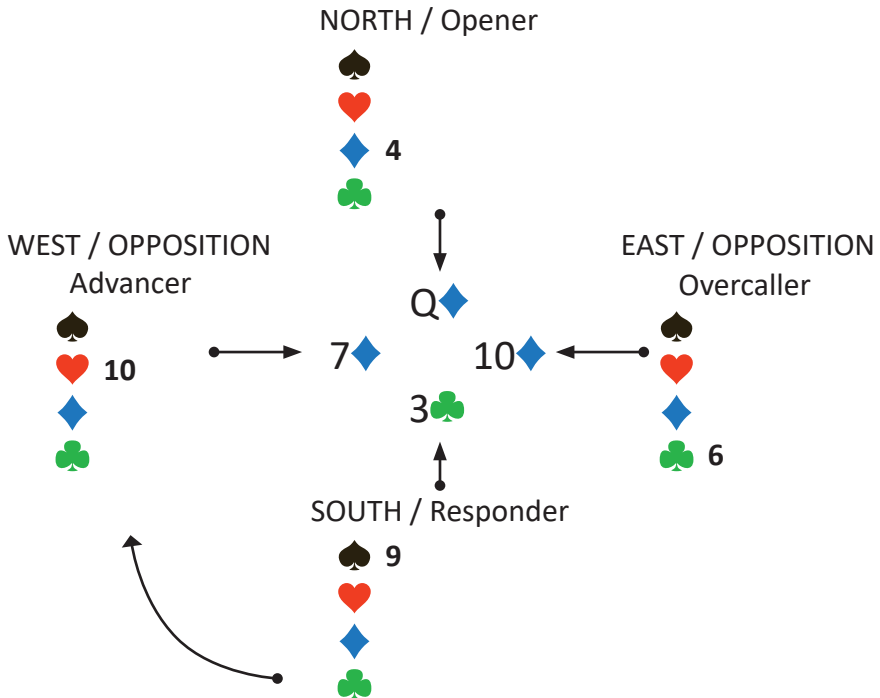 NORTH / Opener
♠
♥
♦ 4
♣
WEST / OPPOSITION
Advancer
♠
♥ 10
♦
♣
Q♦
7♦
10♦
3♣
EAST / OPPOSITION
Overcaller
♠
♥
♦
♣ 6
SOUTH / Responder
♠ 9
♥
♦
♣